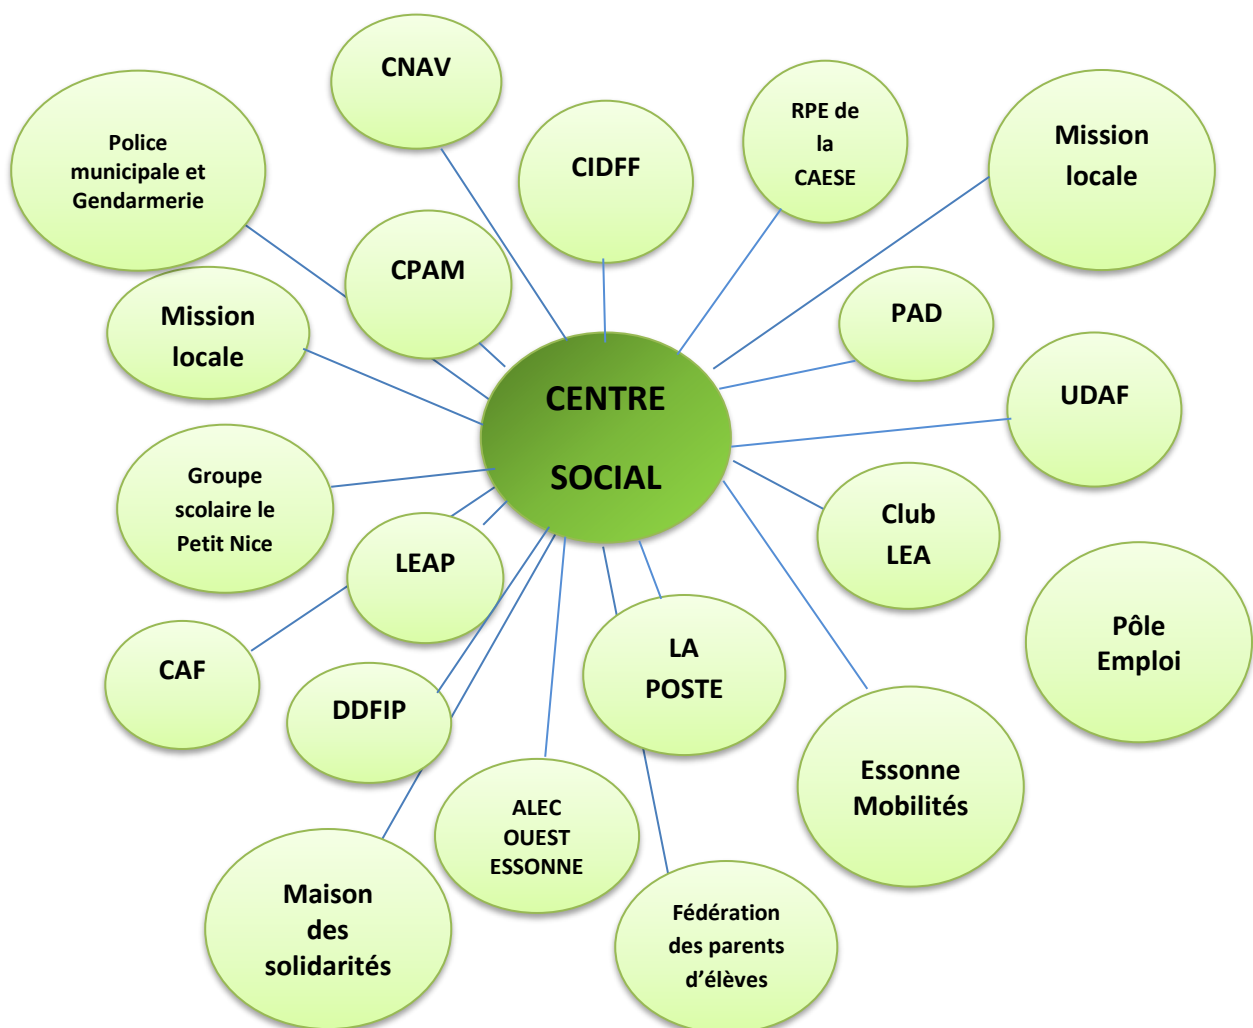 CNAV
Police
municipale et
Gendarmerie
CIDFF
RPE de
la
CAESE
Mission
locale
CPAM
Mission
locale
PAD
UDAF
CENTRE
SOCIAL
Groupe
scolaire le
Petit Nice
LEAP
Club
LEA
CAF
DDFIP
LA
POSTE
Pôle
Emploi
Essonne
Mobilités
ALEC
OUEST
ESSONNE
Maison
des
solidarités
Fédération
des parents
d’élèves